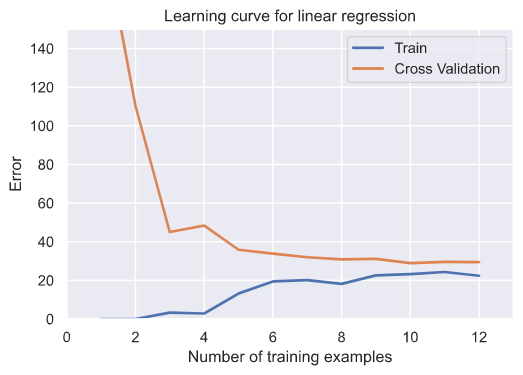 Learning curve for linear regression
Train
Cross Validation
140
120
100
80
60
40
20
0
Error
0 2 4 6 8 10 12
Number of training examples